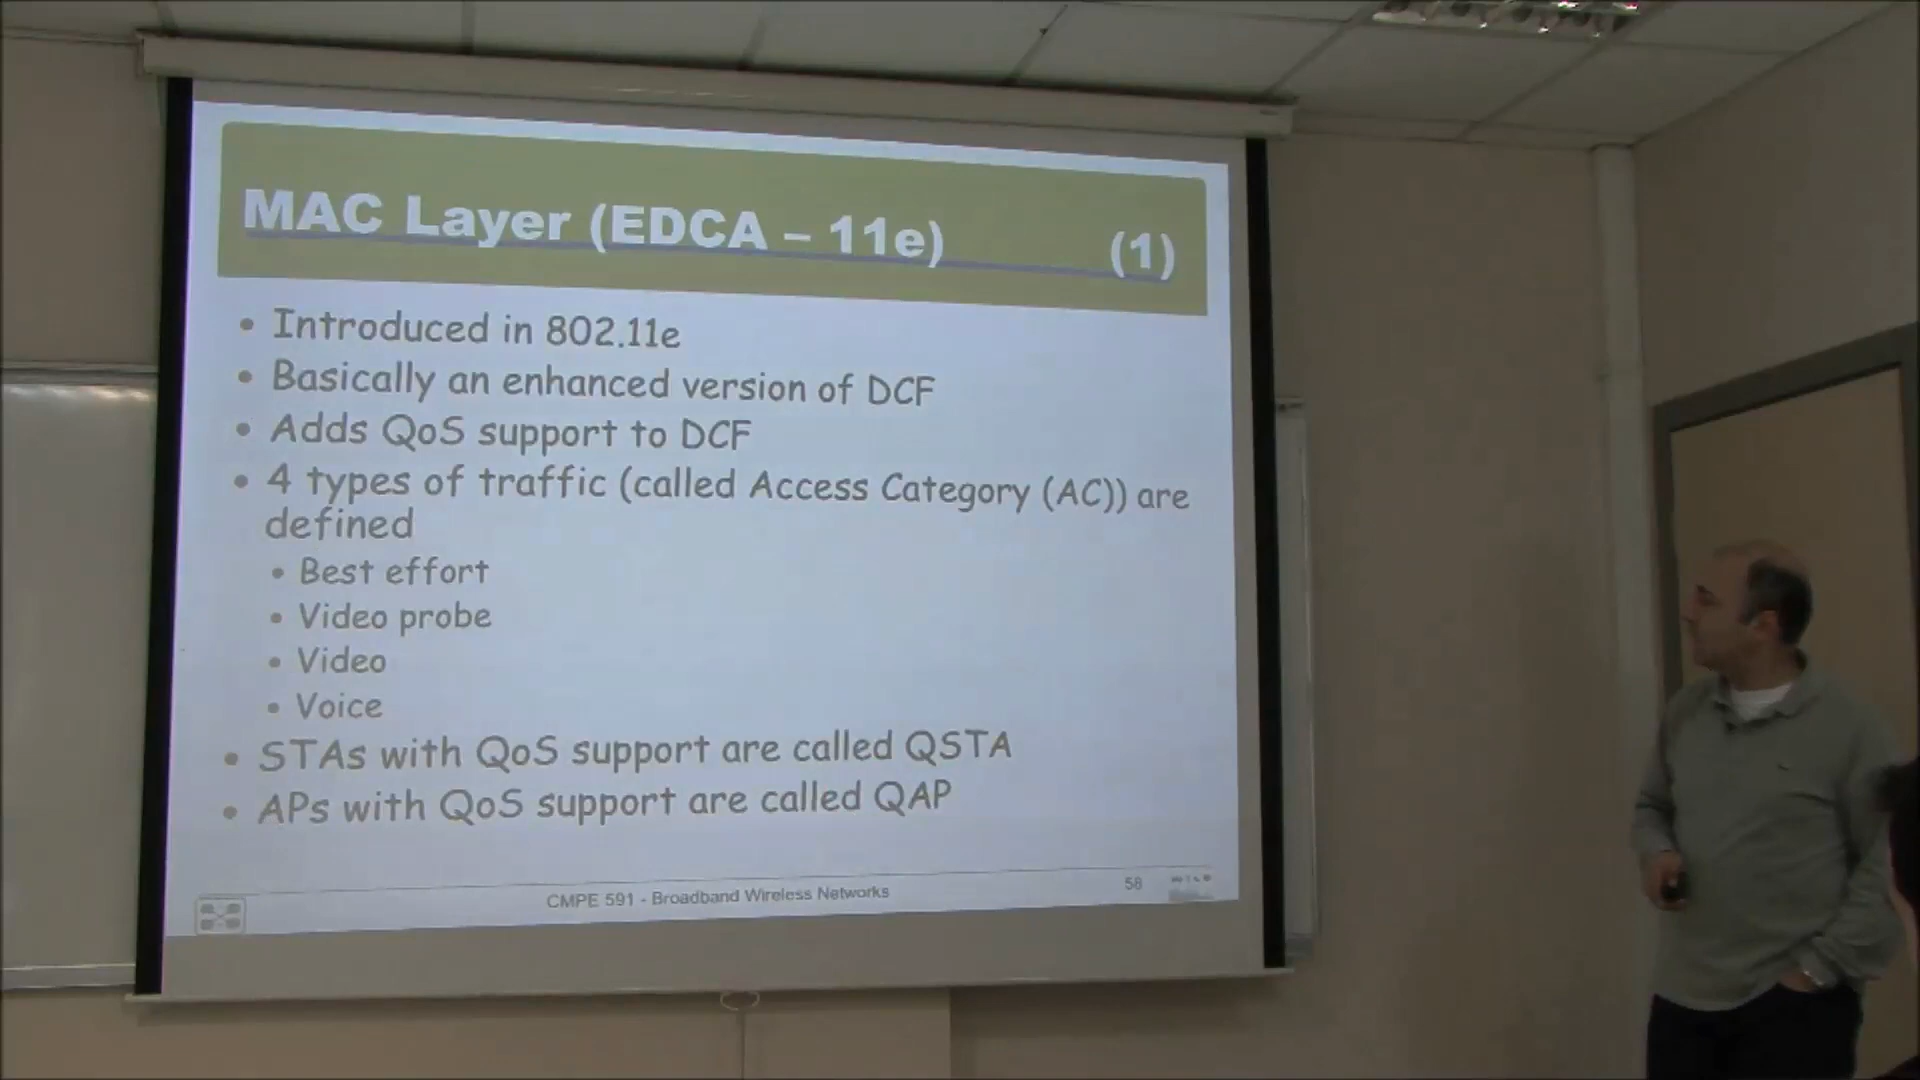 MAC Layer (EDCA – 11e) (1)
• Introduced in 802.11e
• Basically an enhanced version of DCF
• Adds QoS support to DCF
• 4 types of traffic (called Access Category (AC)) are
defined
• Best effort
• Video probe
• Video
• Voice
• STAs with QoS support are called QSTA
• APs with QoS support are called QAP
CMPE 591 - Broadband Wireless Networks
58